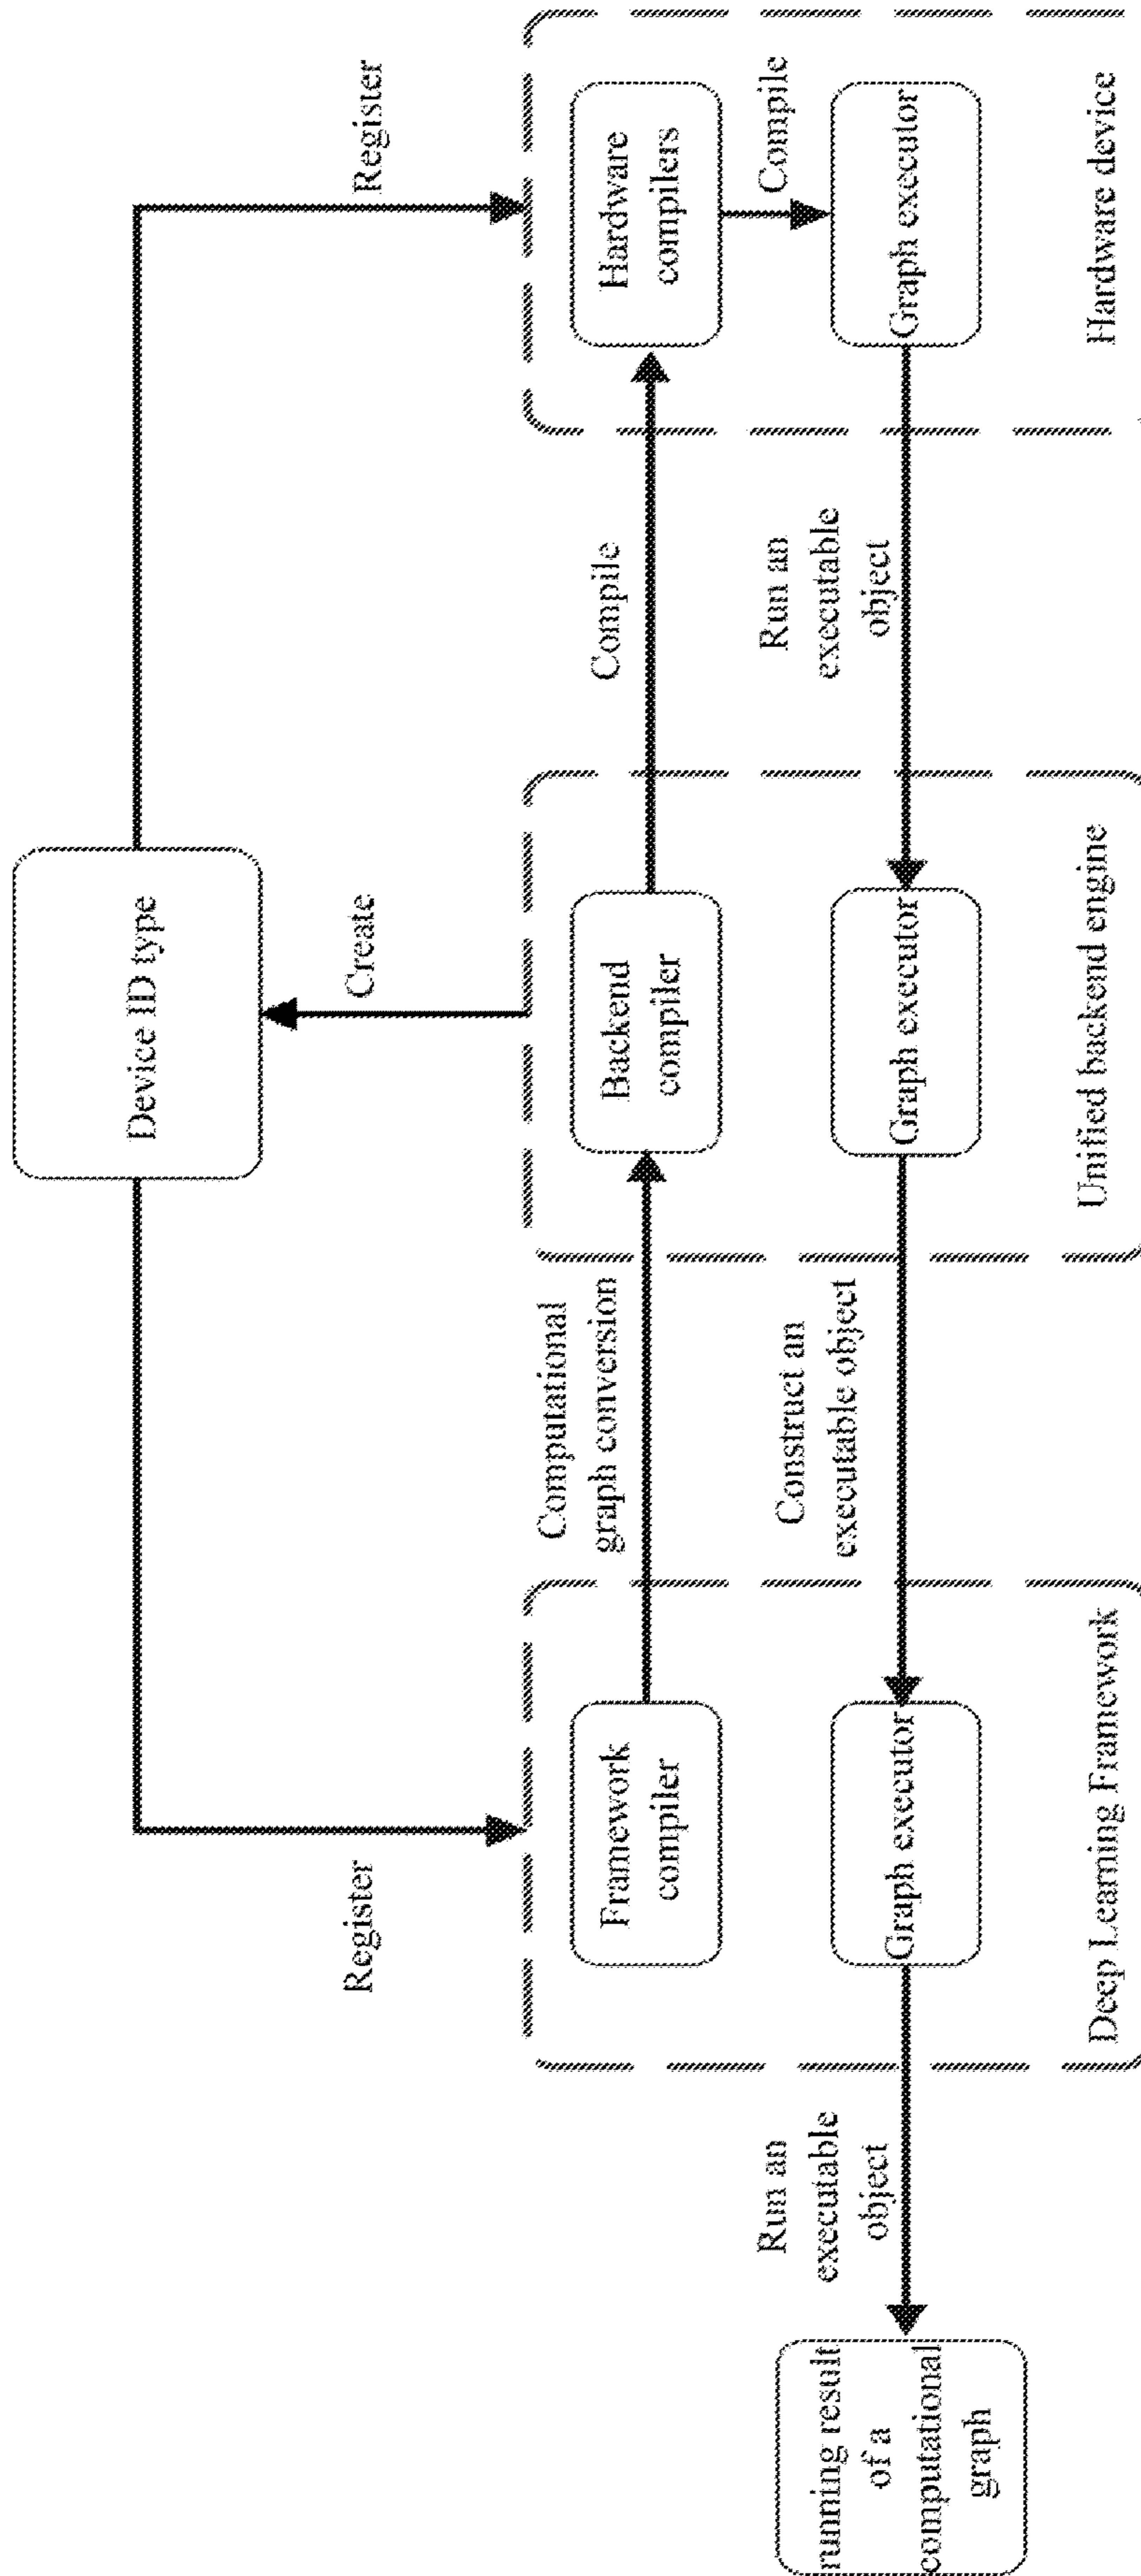 Device ID type
Register
Create
Register
Computational
graph conversion
Compile
Framework
compiler
Backend
compiler
Hardware
compilers
Compile
Run an
executable
object
Construct an
executable object
Run an
executable
object
running result
of a
computational
graph
Graph executor
Graph executor
Graph executor
Deep Learning Framework
Unified backend engine
Hardware device